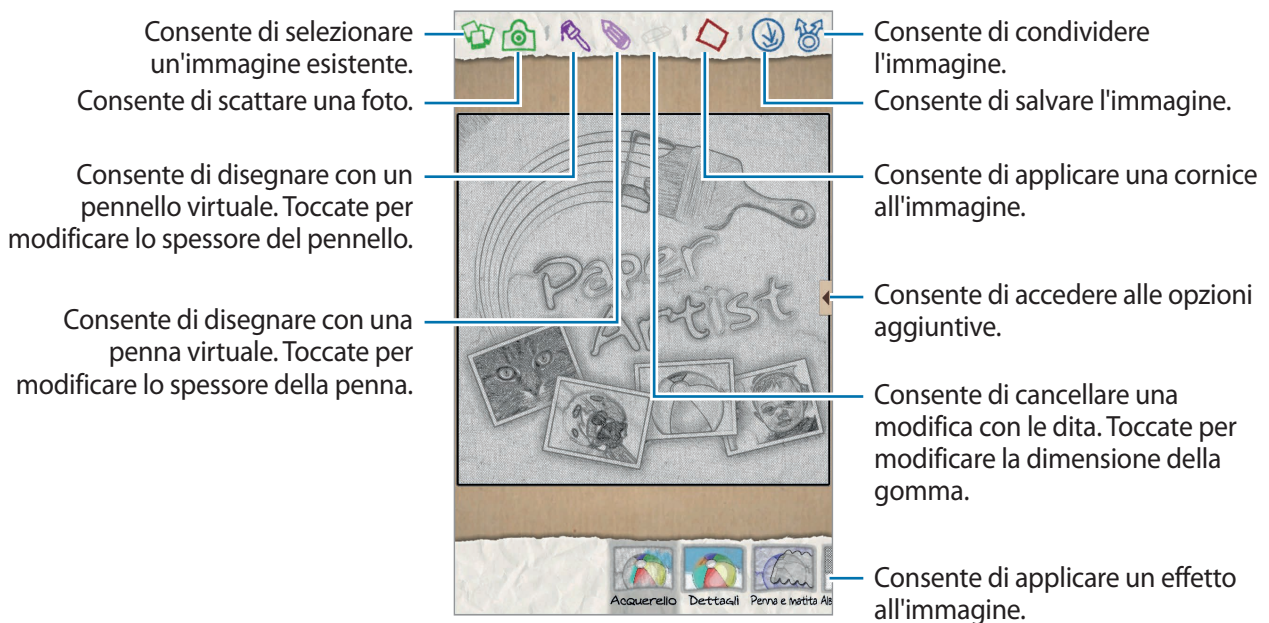 Consente di selezionare
un'immagine esistente.
Consente di scattare una foto.
Consente di disegnare con un
pennello virtuale. Toccate per
modificare lo spessore del pennello.
Consente di disegnare con una
penna virtuale. Toccate per
modificare lo spessore della penna.
Paper
Artist
Acquerello
Dettagli
Penna e matita
Consente di condividere
l'immagine.
Consente di salvare l'immagine.
Consente di applicare una cornice
all'immagine.
Consente di accedere alle opzioni
aggiuntive.
Consente di cancellare una
modifica con le dita. Toccate per
modificare la dimensione della
gomma.
Consente di applicare un effetto
all'immagine.